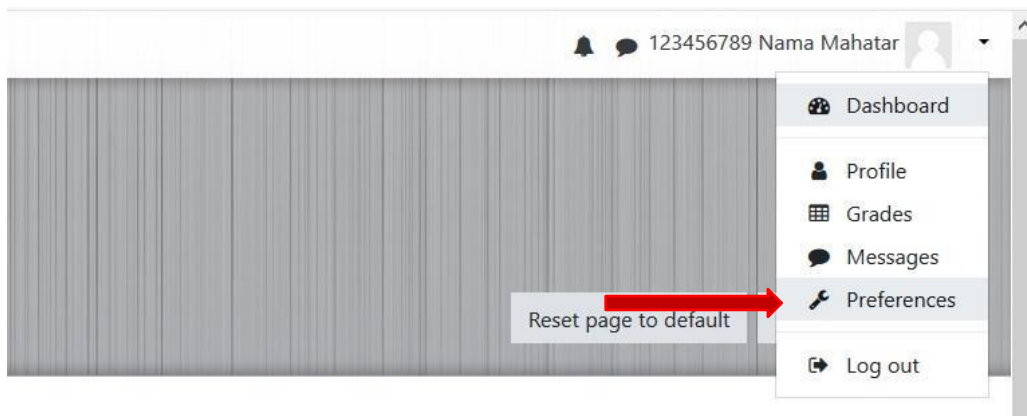 123456789 Nama Mahatar
Dashboard
Profile
Grades
Messages
Preferences
Reset page to default
Log out